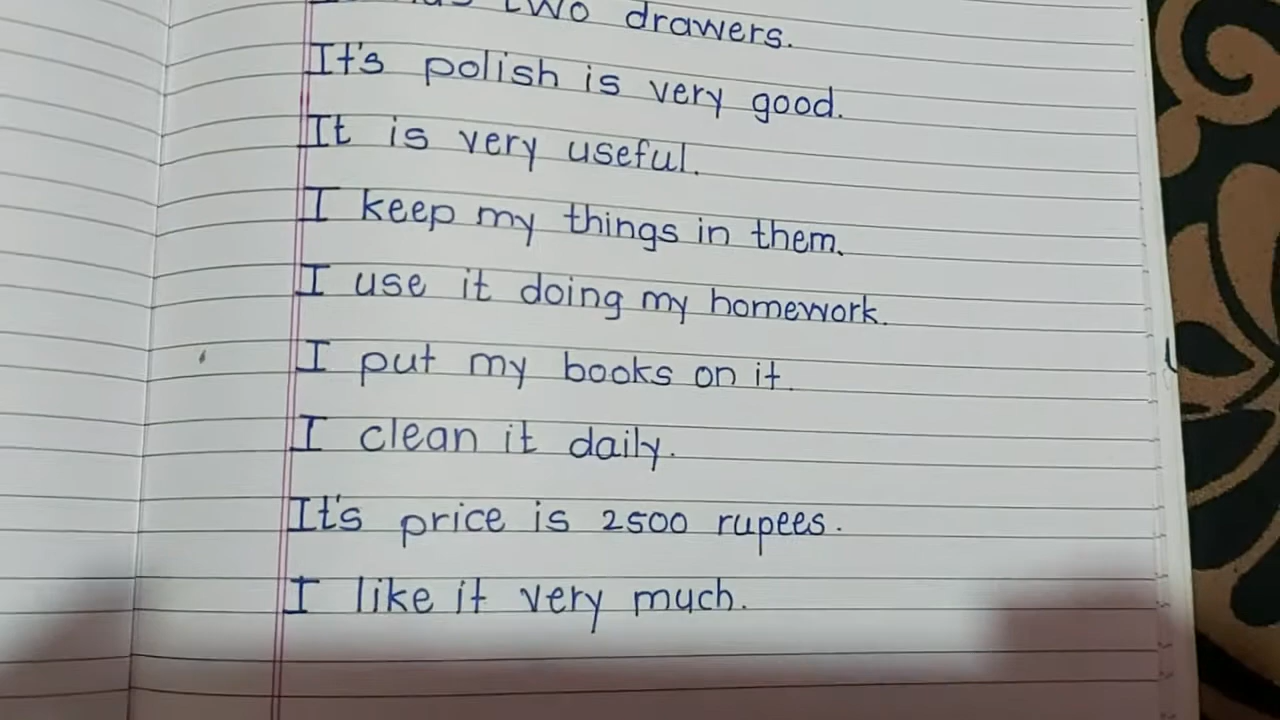 two drawers.
It's polish is very good.
It is very useful.
I keep my things in them.
I use it doing my homework.
I put my books on it.
I clean it daily.
It's price is 2500 rupees.
I like it very much.